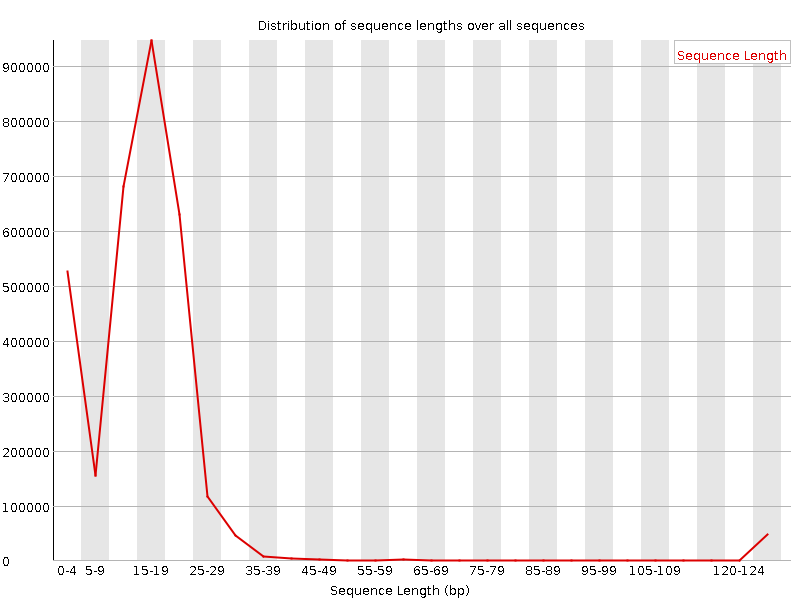 Distribution of sequence lengths over all sequences
Sequence Length
900000
800000
700000
600000
500000
400000
300000
200000
100000
0
0-4 5-9 15-19 25-29 35-39 45-49 55-59 65-69 75-79 85-89 95-99 105-109 120-124
Sequence Length (bp)